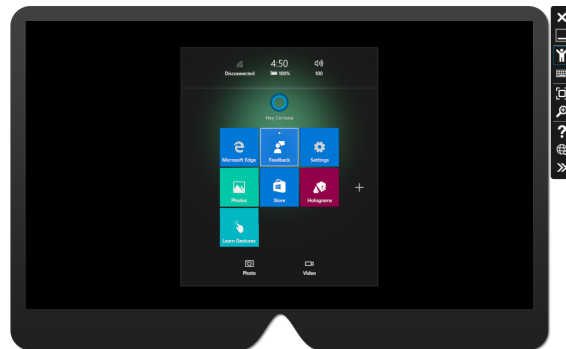 4:50
Disconnected 100% 100
Hey Cortana
Microsoft Edge Feedback Settings
Photos Store Holograms
Learn Gestures
Photo Video